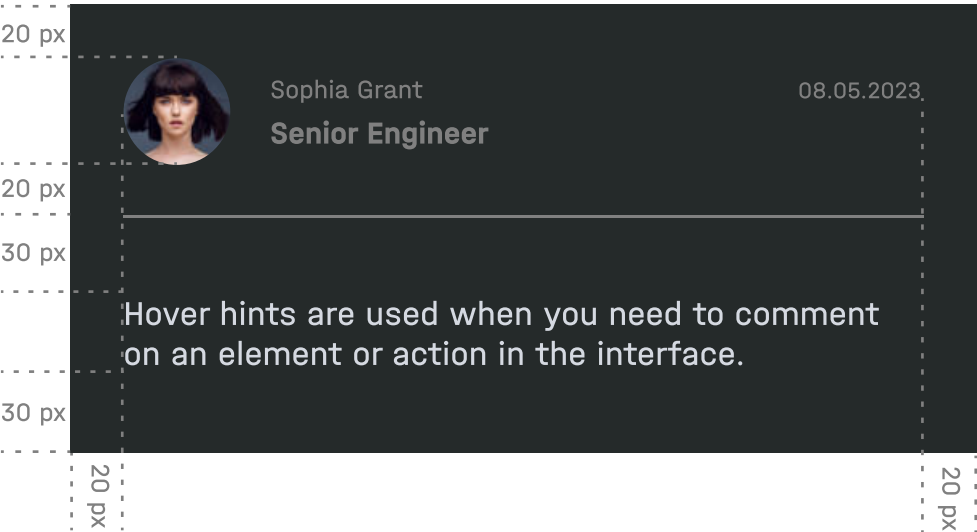 20 px
Sophia Grant
08.05.2023
Senior Engineer
20 px
30 px
Hover hints are used when you need to comment
on an element or action in the interface.
30 px
20 px
20 px